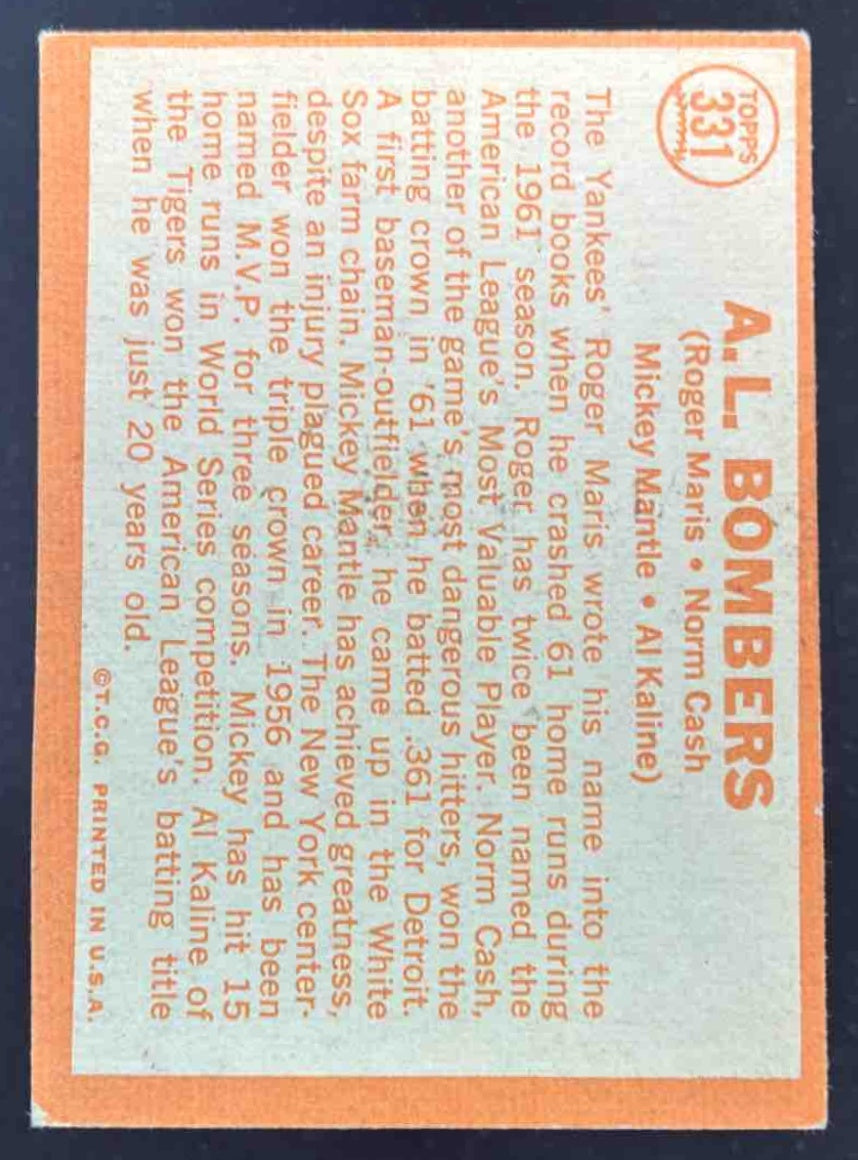 TOPPS
331
A.L. BOMBERS
(Roger Maris • Norm Cash
Mickey Mantle • Al Kaline)
The Yankees' Roger Maris wrote his name into the
record books when he crashed 61 home runs during
the 1961 season. Roger has twice been named the
American League's Most Valuable Player. Norm Cash,
another of the game's most dangerous hitters, won the
batting crown in '61 when he batted .361 for Detroit.
A first baseman-outfielder, he came up in the White
Sox farm chain. Mickey Mantle has achieved greatness,
despite an injury plagued career. The New York center-
fielder won the triple crown in 1956 and has been
named M.V.P. for three seasons. Mickey has hit 15
home runs in World Series competition. Al Kaline of
the Tigers won the American League's batting title
when he was just 20 years old.
©T.C.G. PRINTED IN U.S.A.